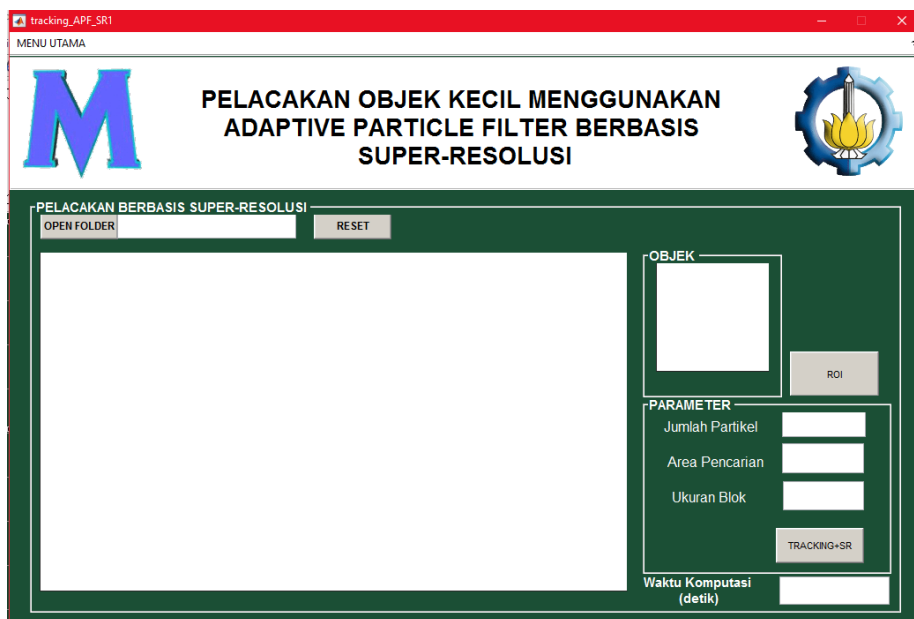 tracking_APF_SR1
MENU UTAMA
M
PELACAKAN OBJEK KECIL MENGGUNAKAN
ADAPTIVE PARTICLE FILTER BERBASIS
SUPER-RESOLUSI
PELACAKAN BERBASIS SUPER-RESOLUSI
OPEN FOLDER
RESET
OBJEK
ROI
PARAMETER
Jumlah Partikel
Area Pencarian
Ukuran Blok
TRACKING+SR
Waktu Komputasi
(detik)